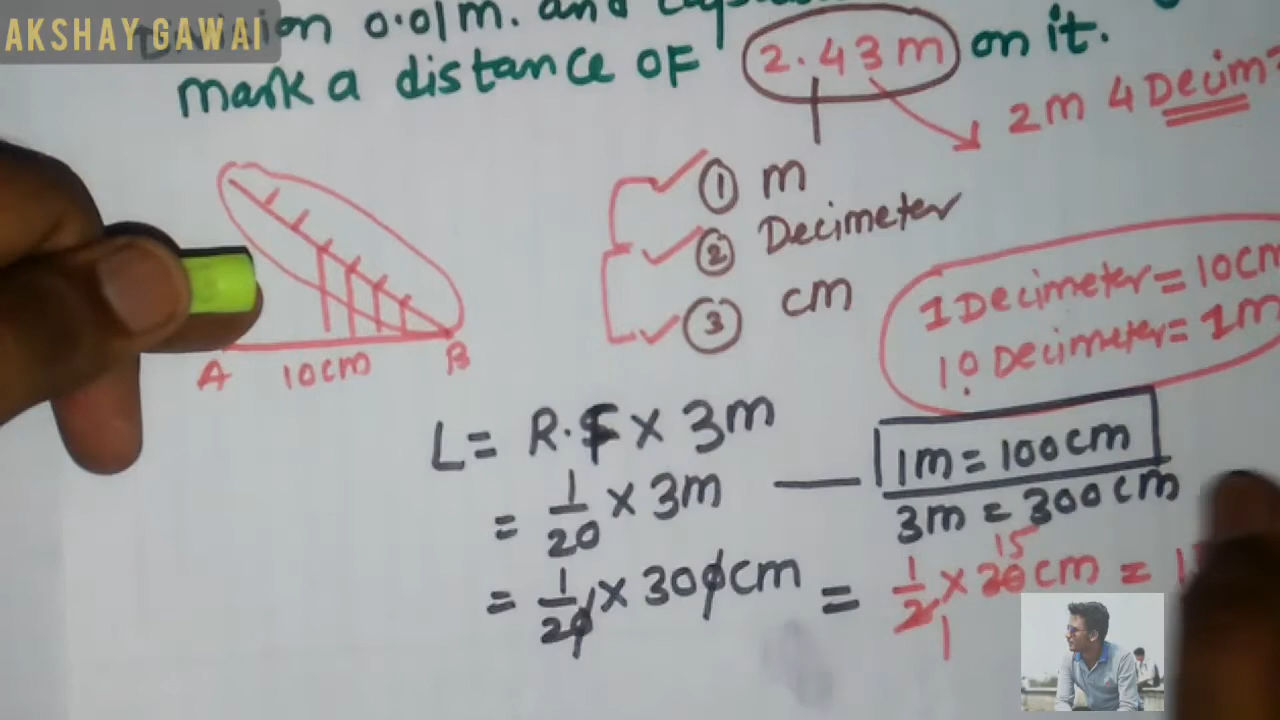 AKSHAY GAWAI
0.01m. and
mark a distance of 2.43m on it.
2m 4 Decim
① m
② Decimeter
③ cm
1 Decimeter = 10cm
10 Decimeter = 1m
A 10cm B
L = R.F × 3m
= 1/20 × 3m
1m = 100cm
3m = 300cm
= 1/20 × 300cm = 1/2 × 30cm =
15
1